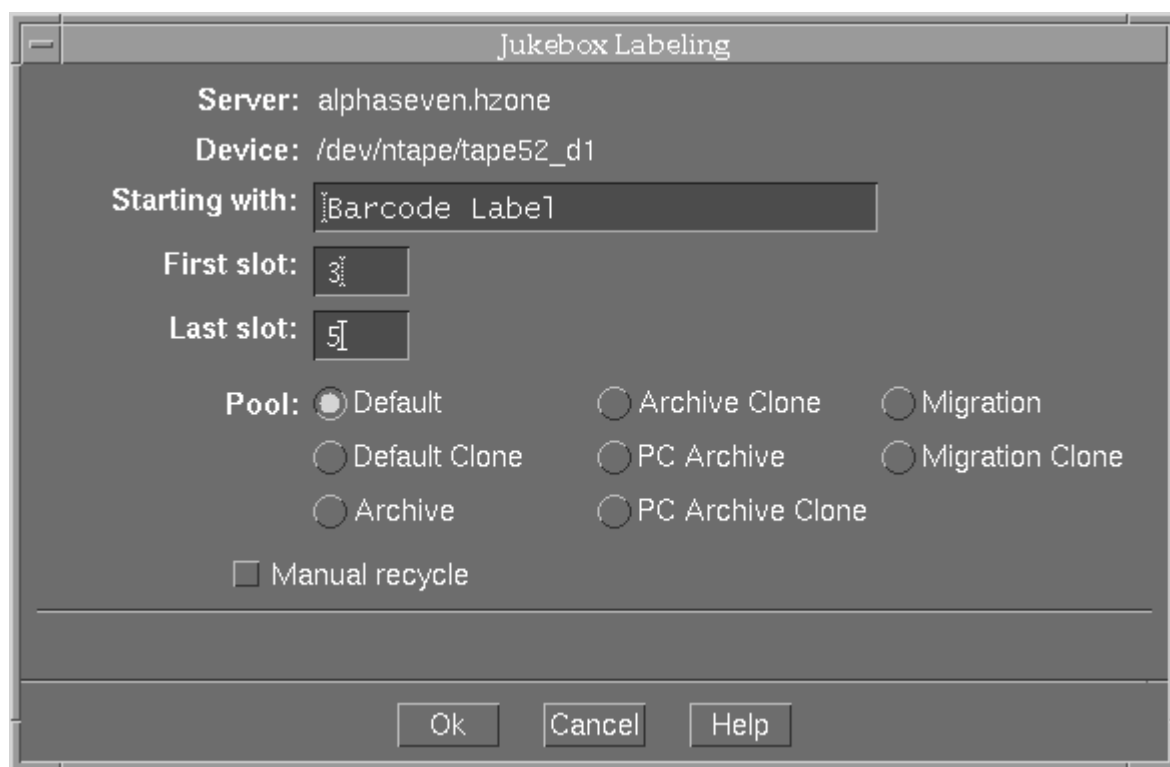 Jukebox Labeling
Server: alphaseven.hzone
Device: /dev/ntape/tape52_d1
Starting with: Barcode Label
First slot: 3
Last slot: 5
Pool: Default Archive Clone Migration
Default Clone PC Archive Migration Clone
Archive PC Archive Clone
Manual recycle
Ok Cancel Help